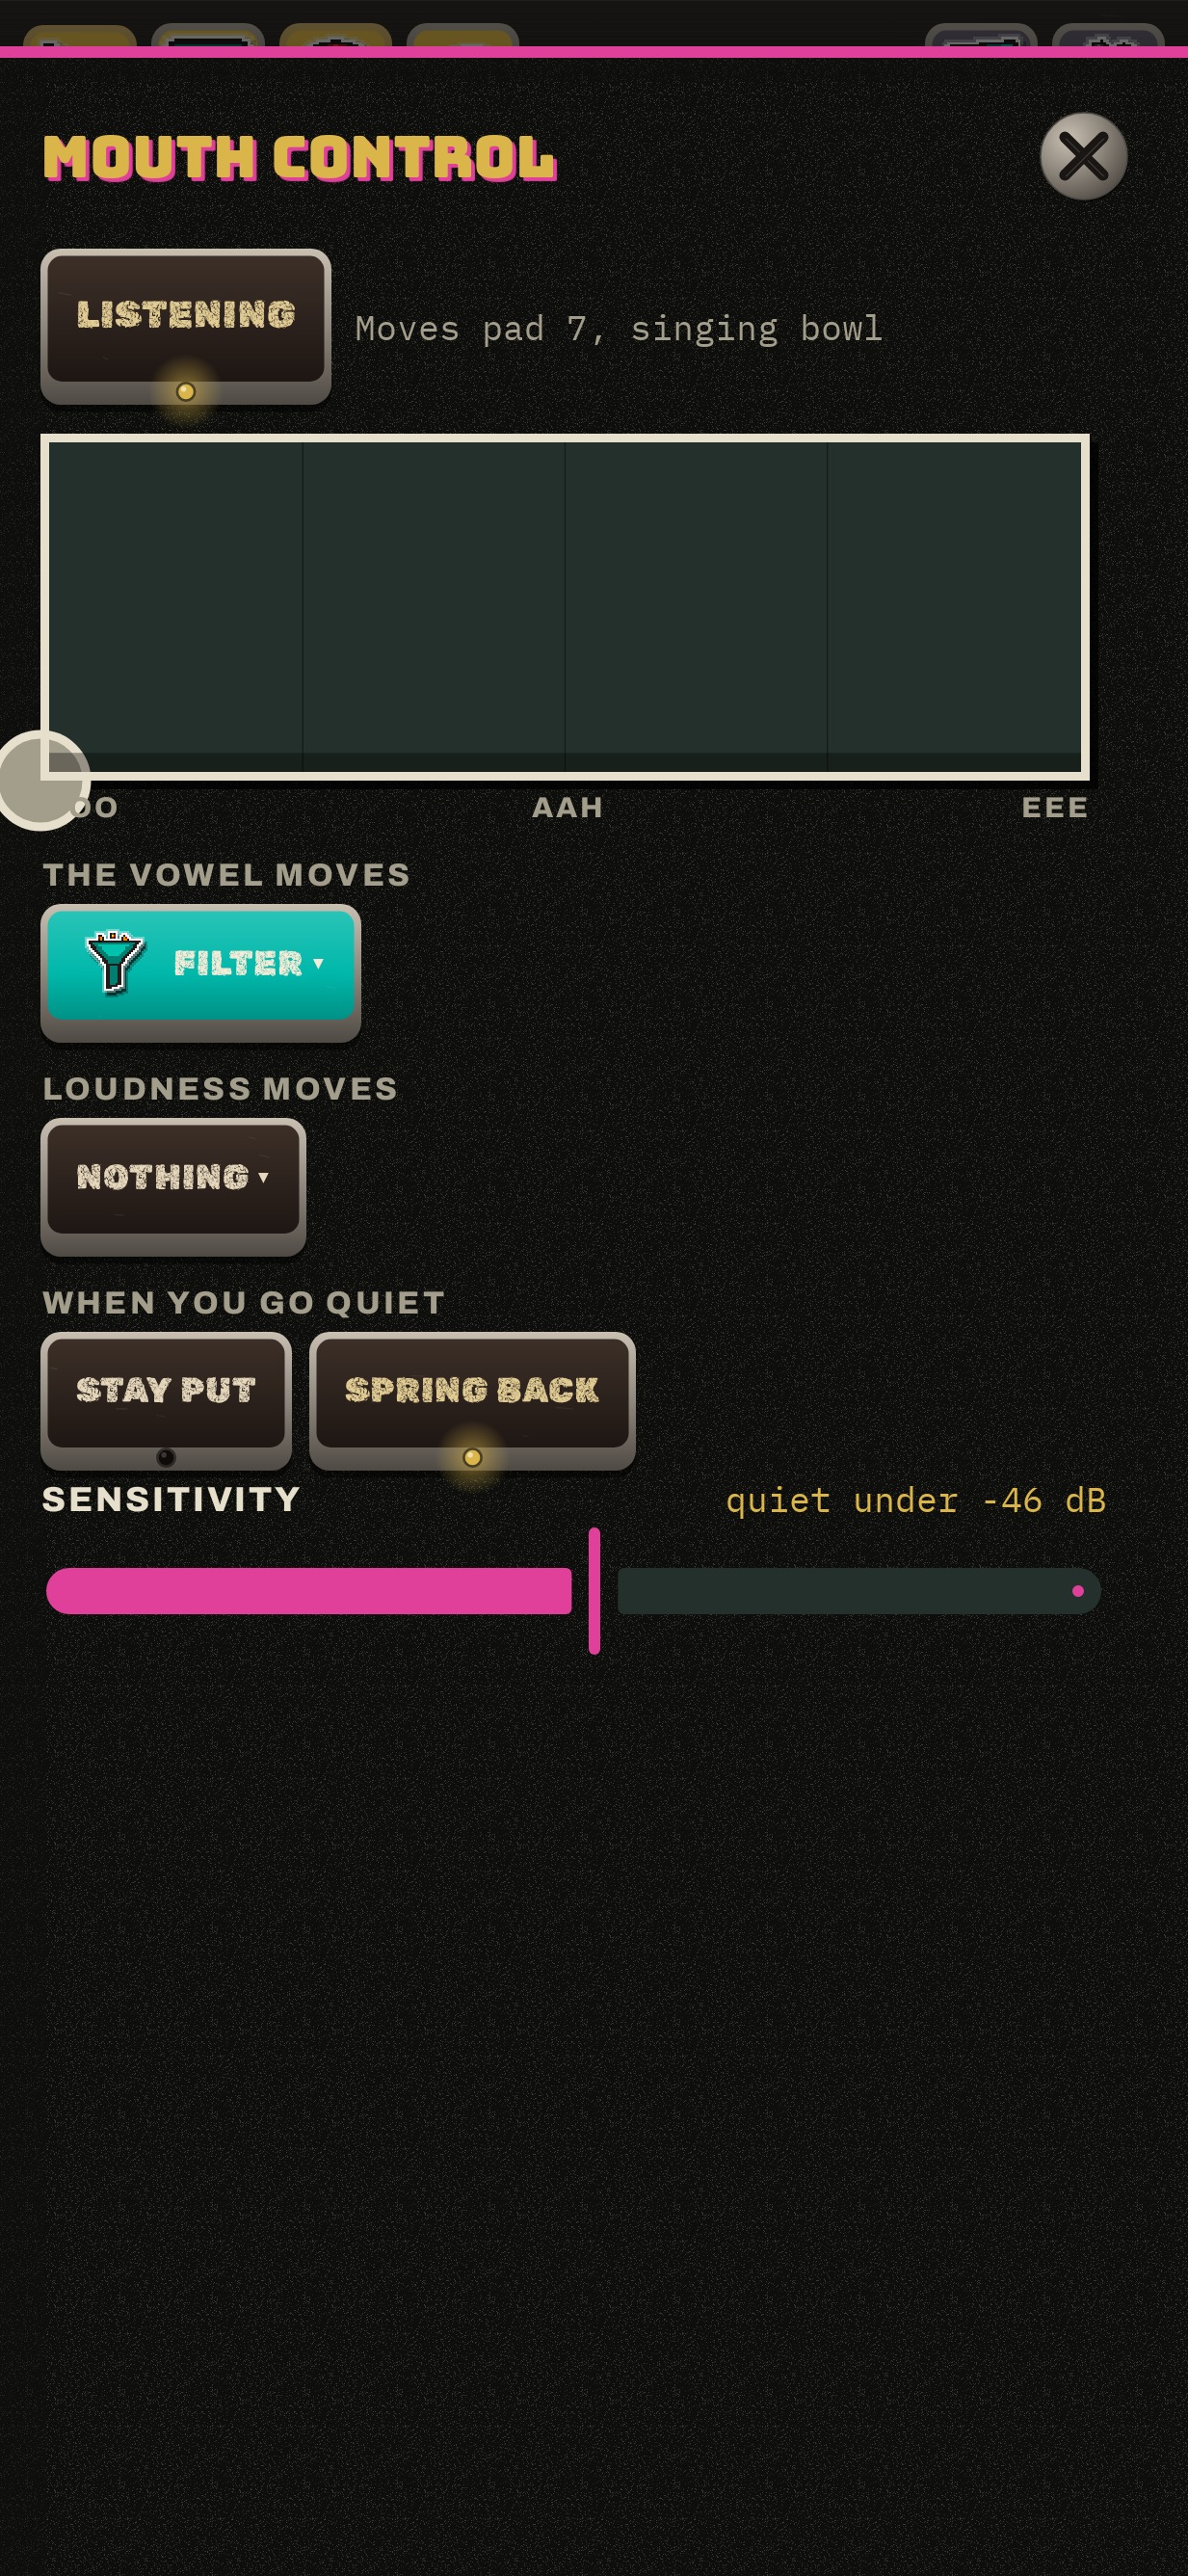 MOUTH CONTROL
LISTENING
Moves pad 7, singing bowl
OO AAH EEE
THE VOWEL MOVES
FILTER ▾
LOUDNESS MOVES
NOTHING ▾
WHEN YOU GO QUIET
STAY PUT SPRING BACK
SENSITIVITY quiet under -46 dB